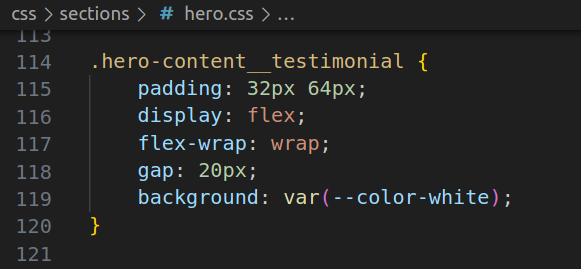 css > sections > # hero.css > ...
113
114 .hero-content__testimonial {
115     padding: 32px 64px;
116     display: flex;
117     flex-wrap: wrap;
118     gap: 20px;
119     background: var(--color-white);
120 }
121